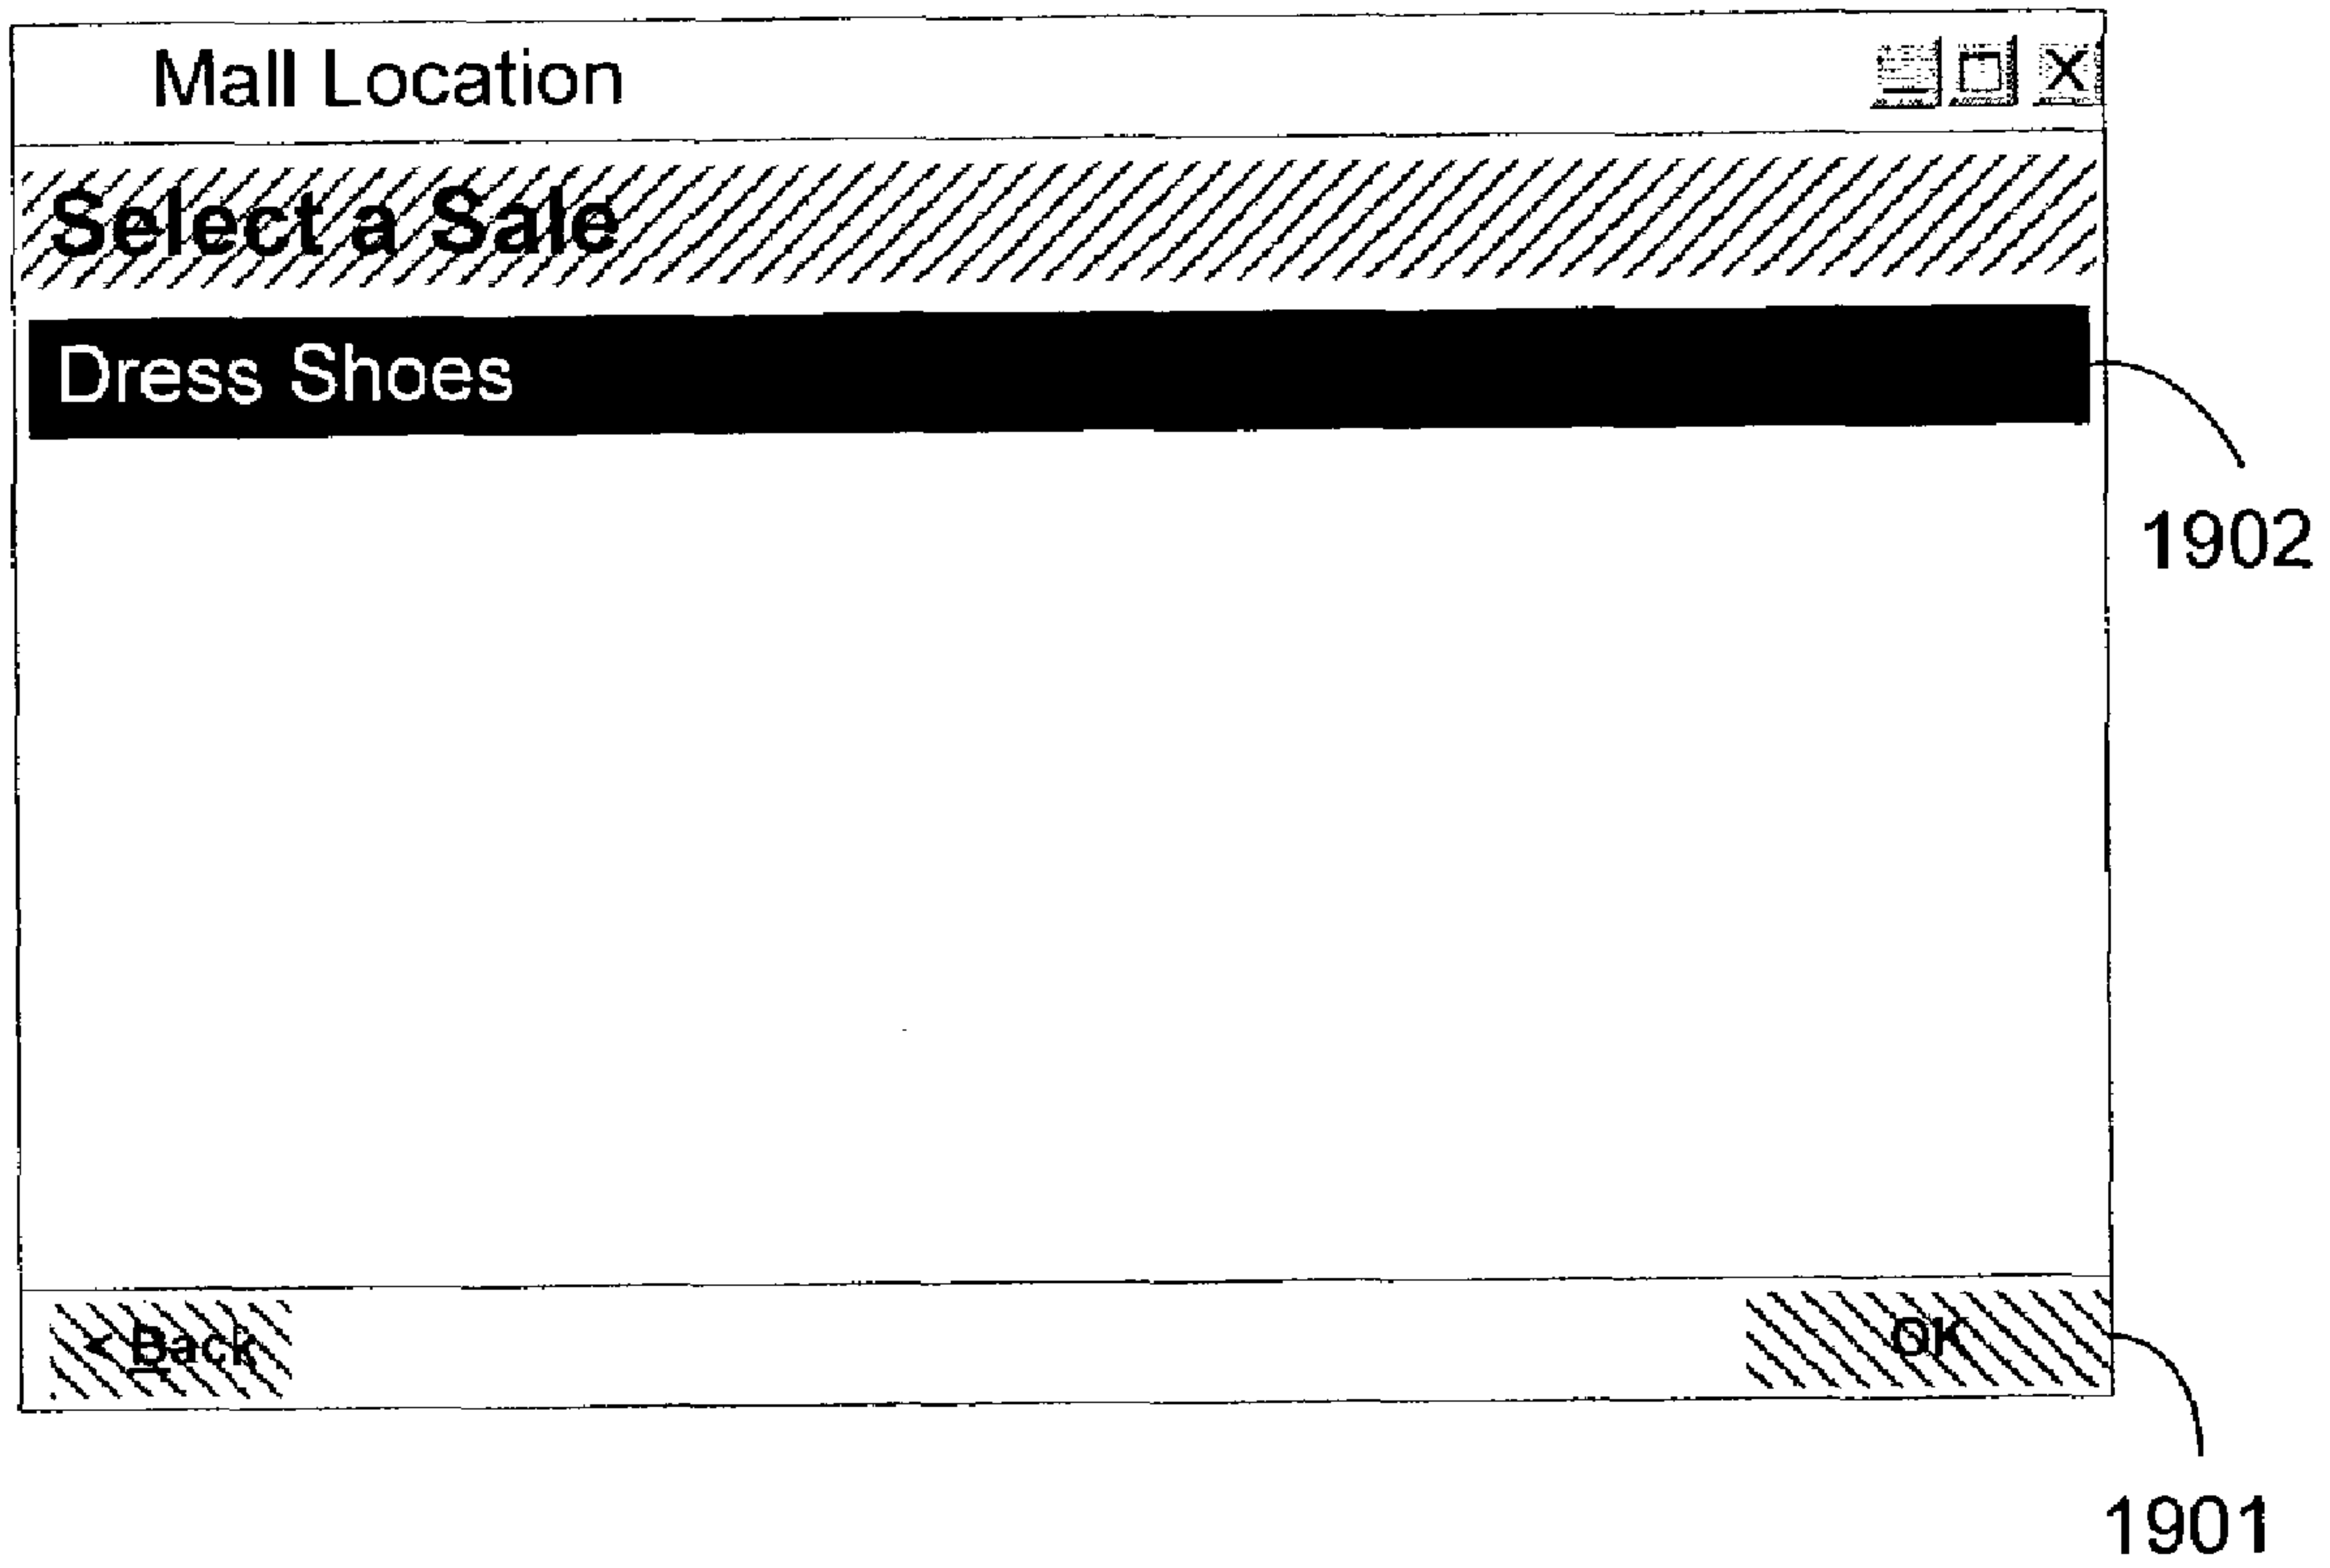 Mall Location
Select a Sale
Dress Shoes
1902
< Back
OK
1901